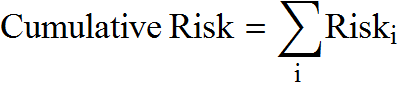 Cumulative Risk = ∑ᵢ Riskᵢ